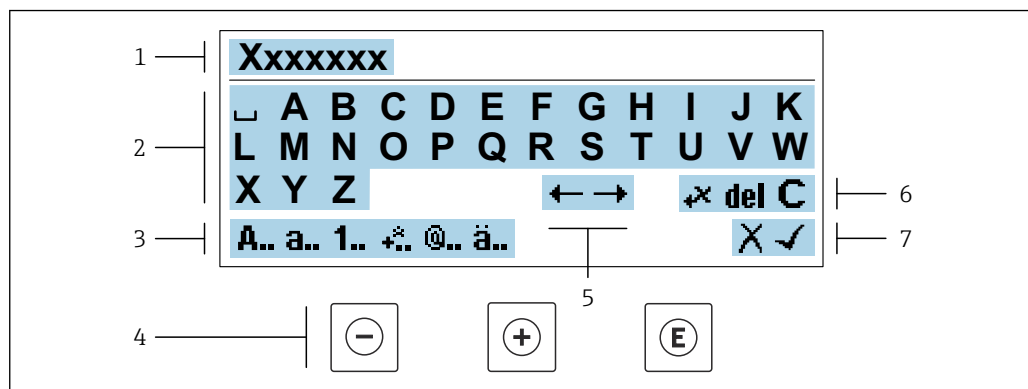 1 Xxxxxxx
␣ A B C D E F G H I J K
2 L M N O P Q R S T U V W
X Y Z ← → +× del C 6
3 A.. a.. 1.. +*.. @.. ä.. X ✓ 7
5
4 − + E